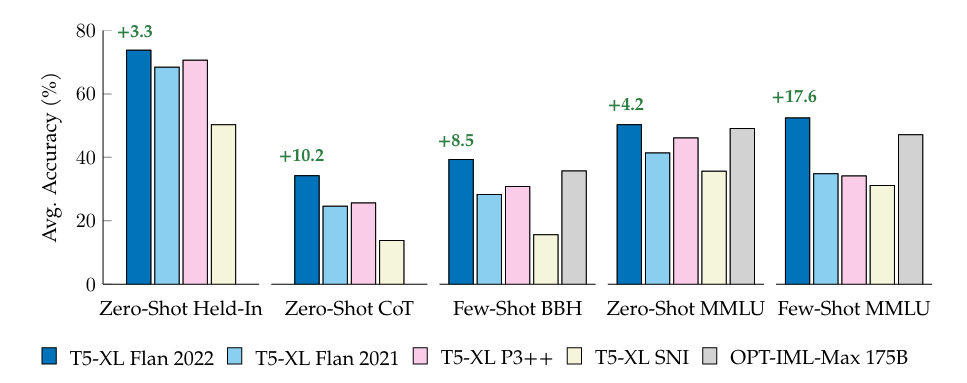 Avg. Accuracy (%)
80
60
40
20
0
+3.3
+10.2
+8.5
+4.2
+17.6
Zero-Shot Held-In
Zero-Shot CoT
Few-Shot BBH
Zero-Shot MMLU
Few-Shot MMLU
T5-XL Flan 2022
T5-XL Flan 2021
T5-XL P3++
T5-XL SNI
OPT-IML-Max 175B